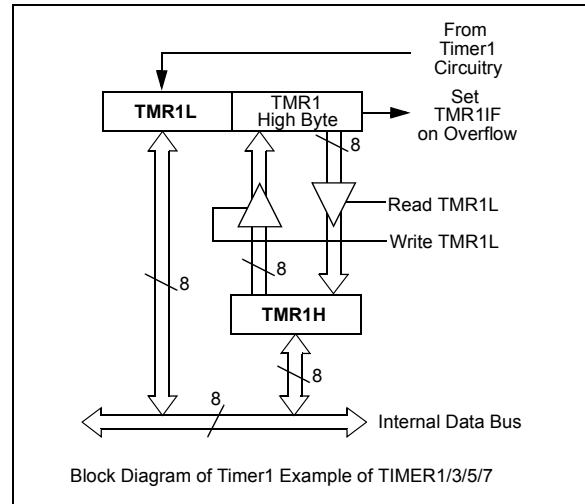 From
Timer1
Circuitry
TMR1L
TMR1
High Byte
Set
TMR1IF
on Overflow
8
Read TMR1L
Write TMR1L
8
8
TMR1H
8
8
Internal Data Bus
Block Diagram of Timer1 Example of TIMER1/3/5/7